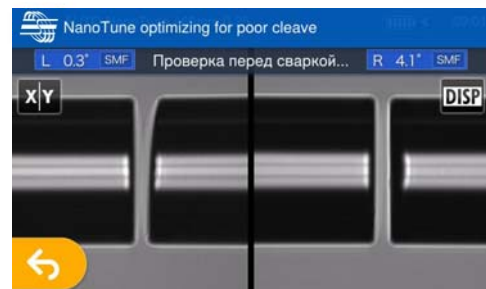 NanoTune optimizing for poor cleave
L 0.3° SMF Проверка перед сваркой... R 4.1° SMF
X Y DISP